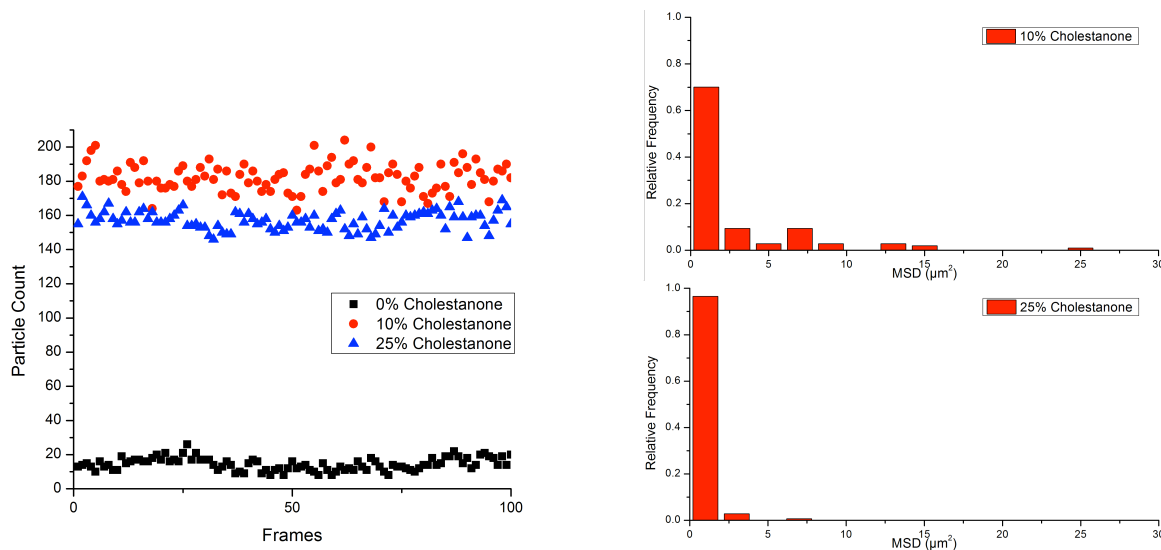 Particle Count
200
180
160
140
120
100
80
60
40
20
0
0% Cholestanone
10% Cholestanone
25% Cholestanone
0 50 100
Frames
Relative Frequency
1.0
0.8
0.6
0.4
0.2
0.0
10% Cholestanone
0 5 10 15 20 25 30
MSD (µm²)
Relative Frequency
1.0
0.8
0.6
0.4
0.2
0.0
25% Cholestanone
0 5 10 15 20 25 30
MSD (µm²)